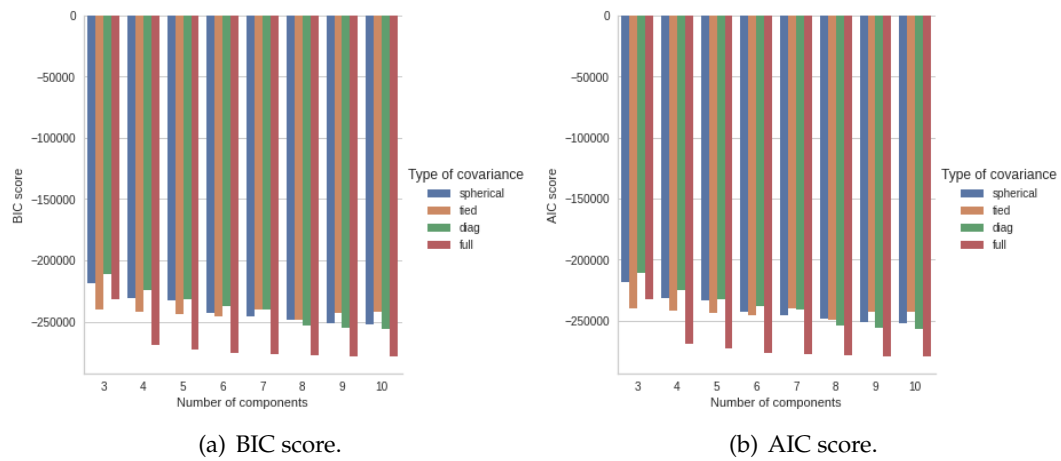 0
−50000
−100000
−150000
−200000
−250000
BIC score
3 4 5 6 7 8 9 10
Number of components
Type of covariance
spherical
tied
diag
full
(a) BIC score.
0
−50000
−100000
−150000
−200000
−250000
AIC score
3 4 5 6 7 8 9 10
Number of components
Type of covariance
spherical
tied
diag
full
(b) AIC score.